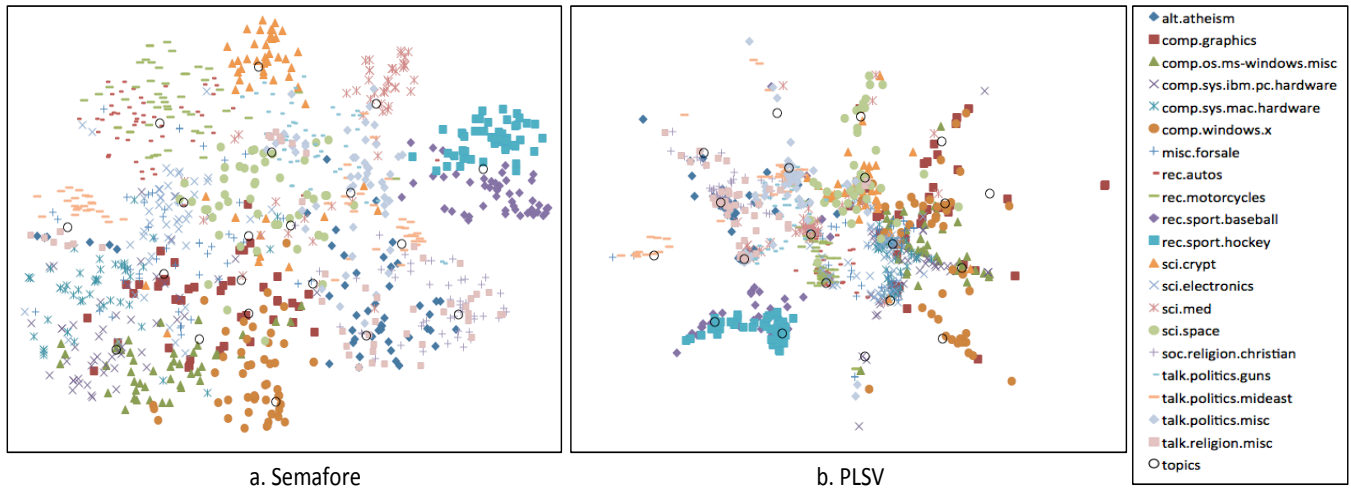 alt.atheism
comp.graphics
comp.os.ms-windows.misc
comp.sys.ibm.pc.hardware
comp.sys.mac.hardware
comp.windows.x
misc.forsale
rec.autos
rec.motorcycles
rec.sport.baseball
rec.sport.hockey
sci.crypt
sci.electronics
sci.med
sci.space
soc.religion.christian
talk.politics.guns
talk.politics.mideast
talk.politics.misc
talk.religion.misc
topics
a. Semafore
b. PLSV